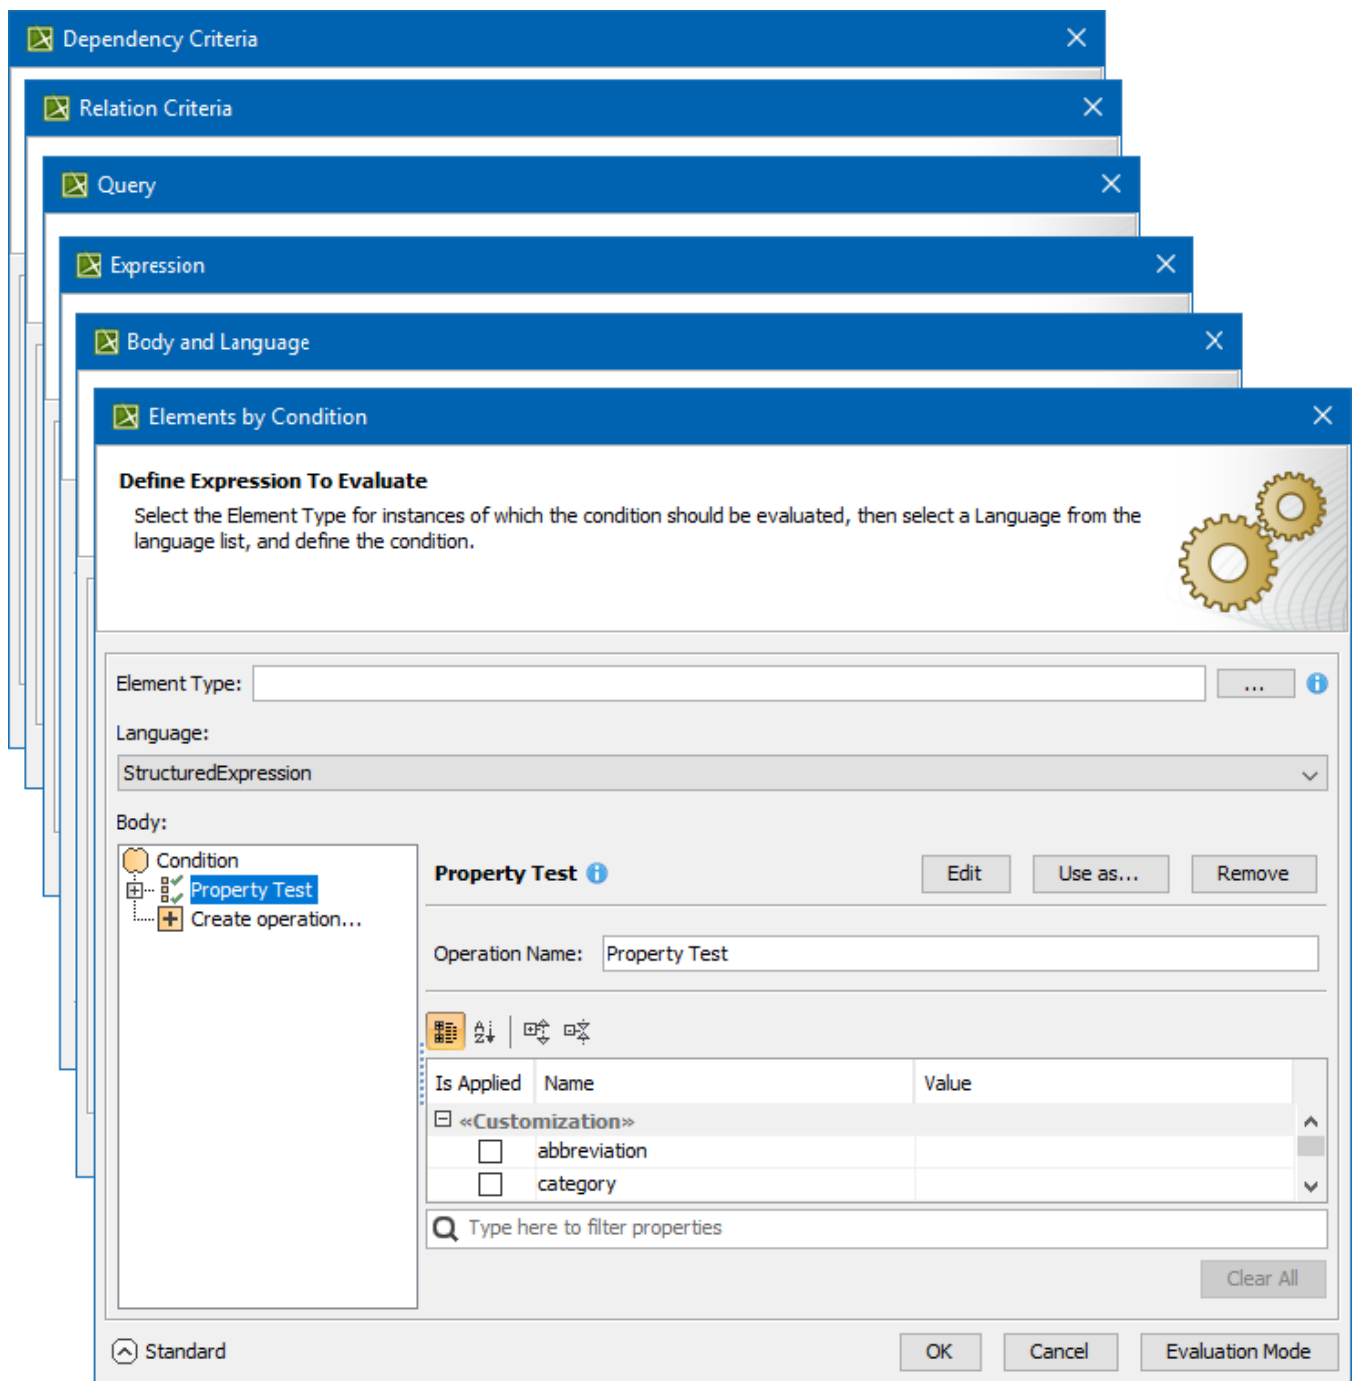 Dependency Criteria
Relation Criteria
Query
Expression
Body and Language
Elements by Condition
Define Expression To Evaluate
Select the Element Type for instances of which the condition should be evaluated, then select a Language from the
language list, and define the condition.
Element Type:
...
Language:
StructuredExpression
Body:
Condition
Property Test
Create operation...
Property Test
Edit
Use as...
Remove
Operation Name: Property Test
Is Applied Name Value
«Customization»
abbreviation
category
Type here to filter properties
Clear All
Standard
OK
Cancel
Evaluation Mode